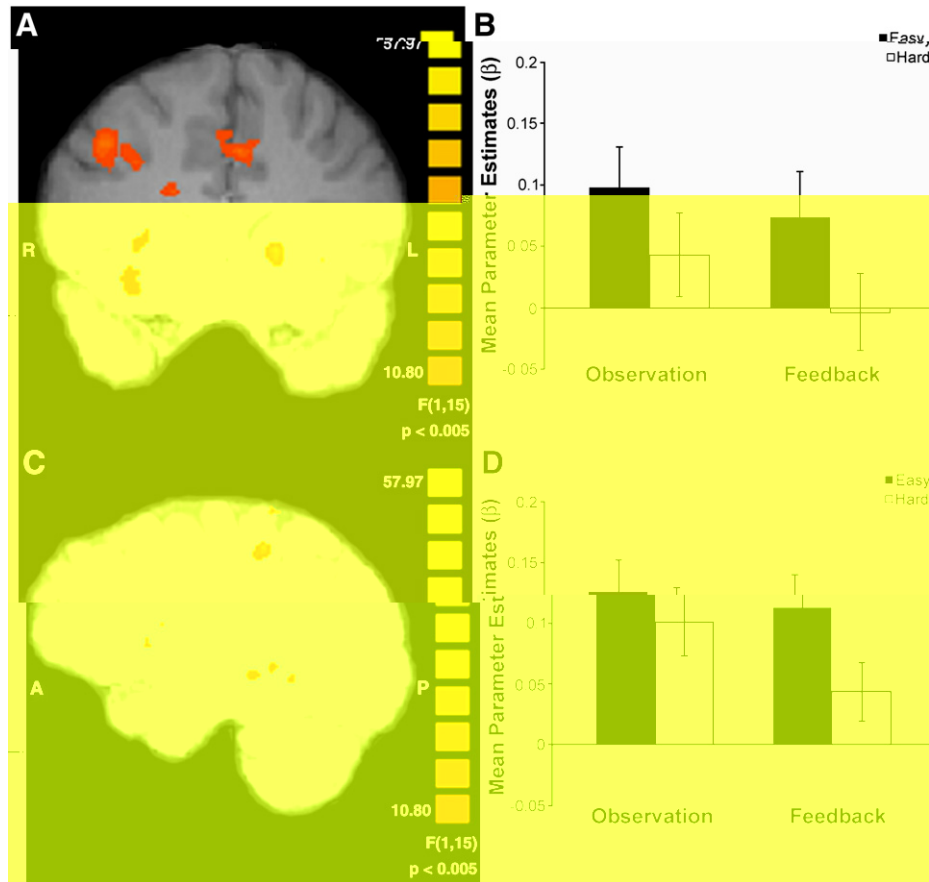 A
57.97
R
L
10.80
F(1,15)
p < 0.005
B
Easy
Hard
Mean Parameter Estimates (β)
0.2
0.15
0.1
0.05
0
-0.05
Observation
Feedback
C
57.97
A
P
10.80
F(1,15)
p < 0.005
D
Easy
Hard
Mean Parameter Estimates (β)
0.2
0.15
0.1
0.05
0
-0.05
Observation
Feedback